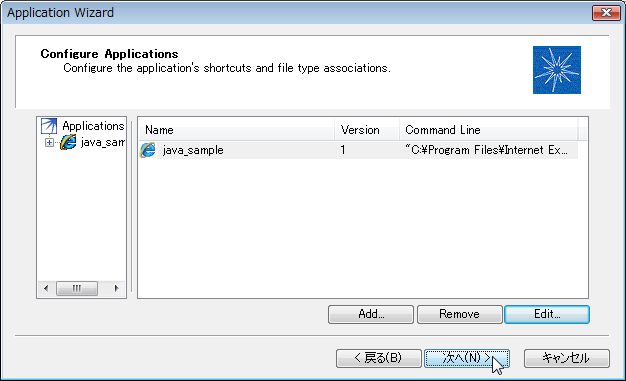 Application Wizard
Configure Applications
Configure the application's shortcuts and file type associations.
Applications
java_sam
Name Version Command Line
java_sample 1 "C:¥Program Files¥Internet Ex...
Add... Remove Edit...
< 戻る(B) 次へ(N) > キャンセル